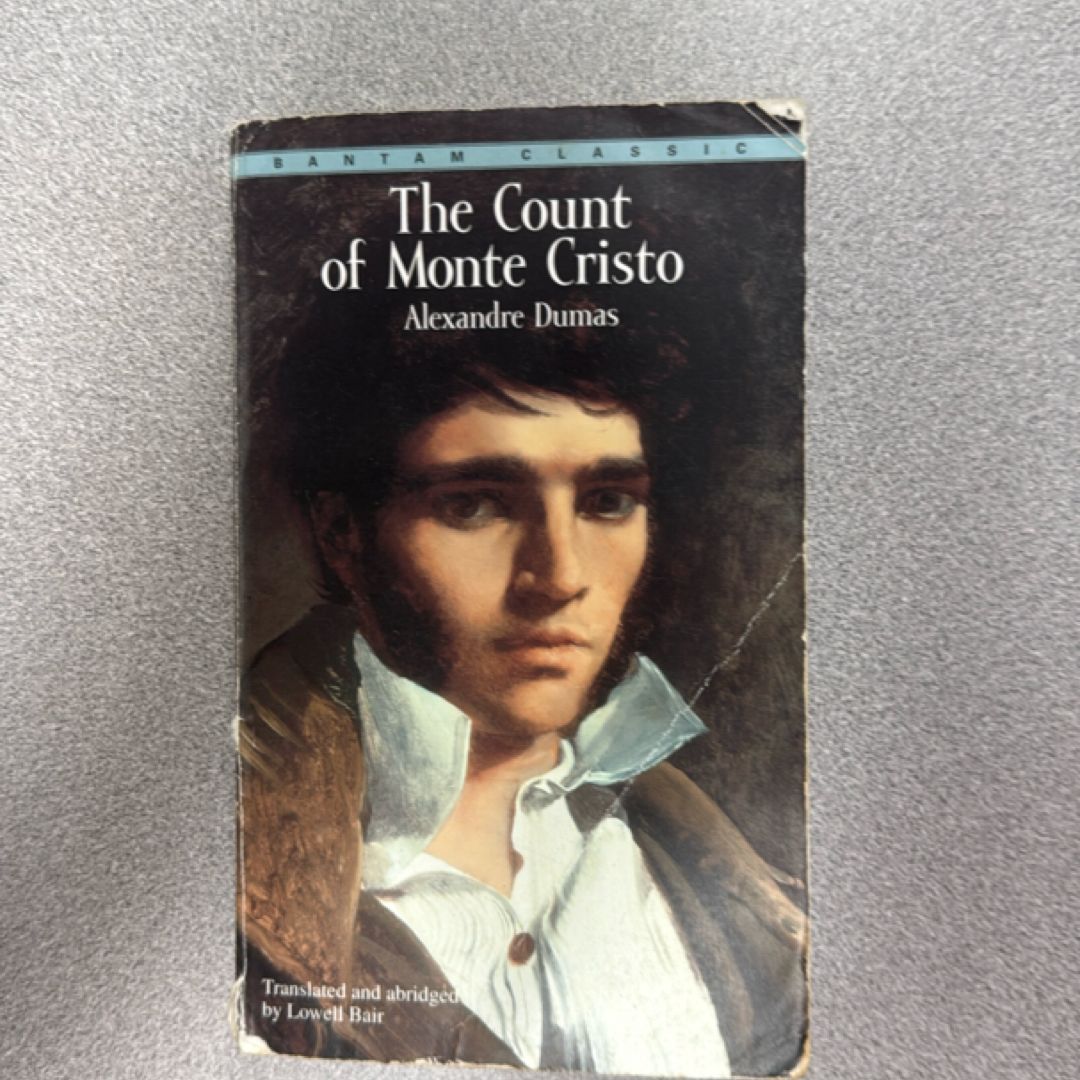 BANTAM CLASSIC
The Count
of Monte Cristo
Alexandre Dumas
Translated and abridged
by Lowell Bair